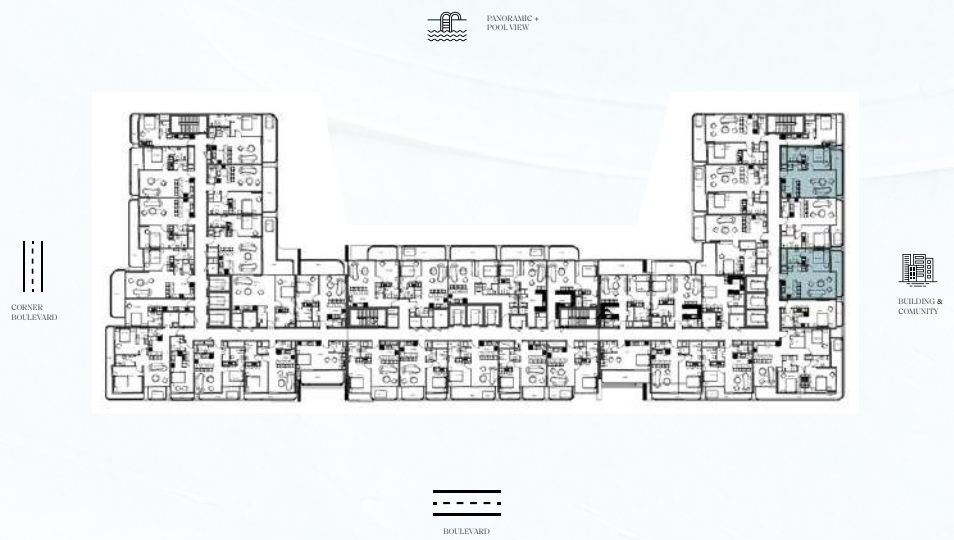 PANORAMIC +
POOL VIEW
CORNER
BOULEVARD
BUILDING &
COMUNITY
BOULEVARD